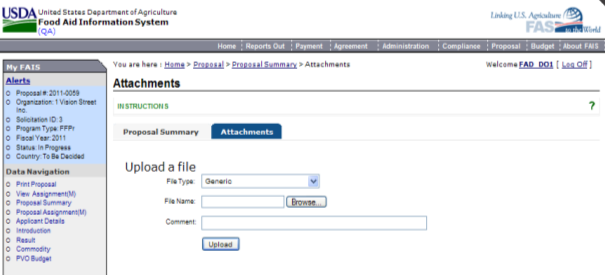 USDA United States Department of Agriculture
Food Aid Information System
(QA)
Linking U.S. Agriculture
FAS to the World
Home Reports Out Payment Agreement Administration Compliance Proposal Budget About FAS
My FAIS
You are here : Home > Proposal > Proposal Summary > Attachments
Welcome FAD_DO1 [ Log Off ]
Alerts
Proposal #: 2011-0059
Organization: 1 Vision Street Inc.
Solicitation ID: 3
Program Type: FFPr
Fiscal Year: 2011
Status: In Progress
Country: To Be Decided
Data Navigation
Print Proposal
View Assignment(M)
Proposal Summary
Proposal Assignment(M)
Applicant Details
Introduction
Result
Commodity
PVO Budget
Attachments
INSTRUCTIONS ?
Proposal Summary Attachments
Upload a file
File Type: Generic
File Name: Browse...
Comment:
Upload